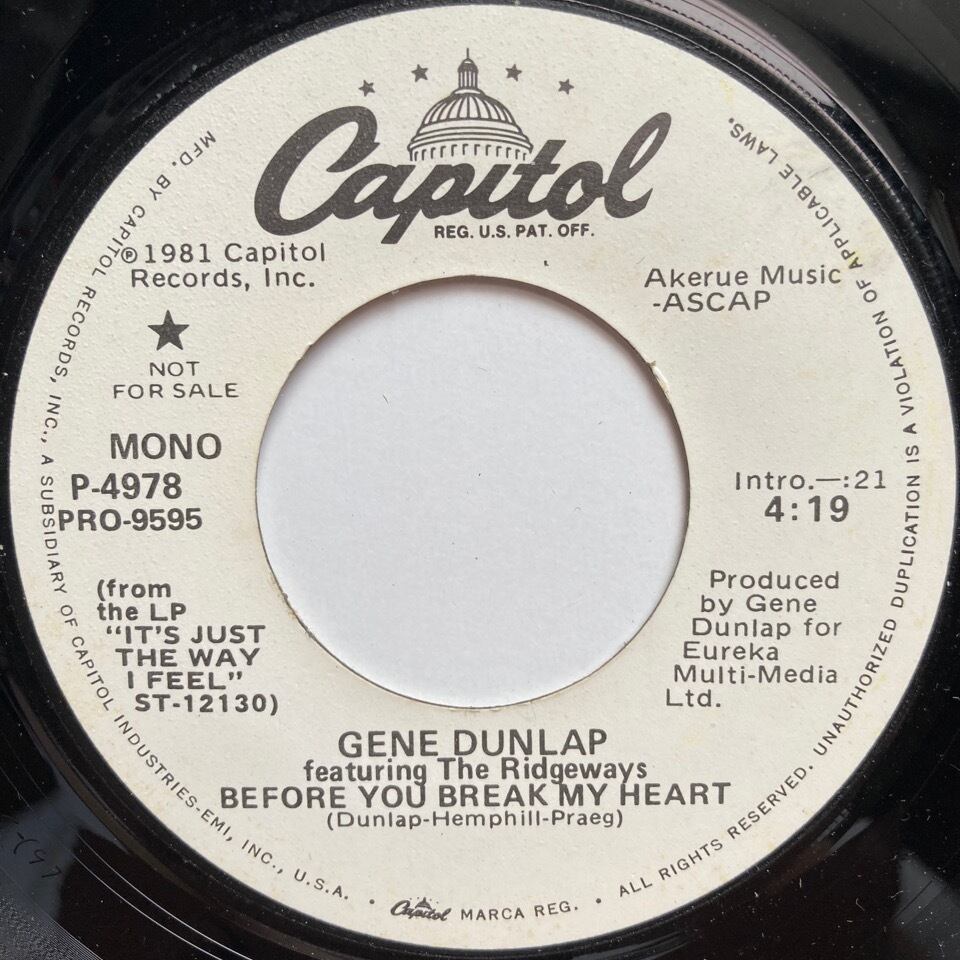 Capitol
REG. U.S. PAT. OFF.
℗ 1981 Capitol
Records, Inc.
Akerue Music
-ASCAP
★
NOT
FOR SALE
MONO
P-4978
PRO-9595
Intro.—:21
4:19
(from
the LP
"IT'S JUST
THE WAY
I FEEL"
ST-12130)
Produced
by Gene
Dunlap for
Eureka
Multi-Media
Ltd.
GENE DUNLAP
featuring The Ridgeways
BEFORE YOU BREAK MY HEART
(Dunlap-Hemphill-Praeg)
MFD. BY CAPITOL RECORDS, INC., A SUBSIDIARY OF CAPITOL INDUSTRIES-EMI, INC., U.S.A. • Capitol MARCA REG. • ALL RIGHTS RESERVED. UNAUTHORIZED DUPLICATION IS A VIOLATION OF APPLICABLE LAWS.